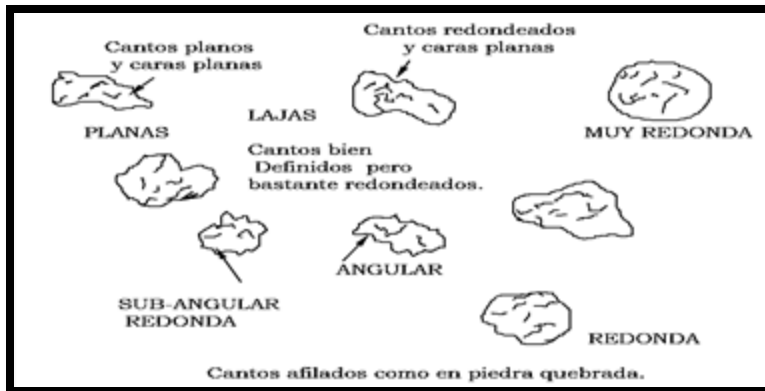 Cantos planos
y caras planas
Cantos redondeados
y caras planas
PLANAS
LAJAS
MUY REDONDA
Cantos bien
Definidos pero
bastante redondeados.
ANGULAR
SUB-ANGULAR
REDONDA
REDONDA
Cantos afilados como en piedra quebrada.